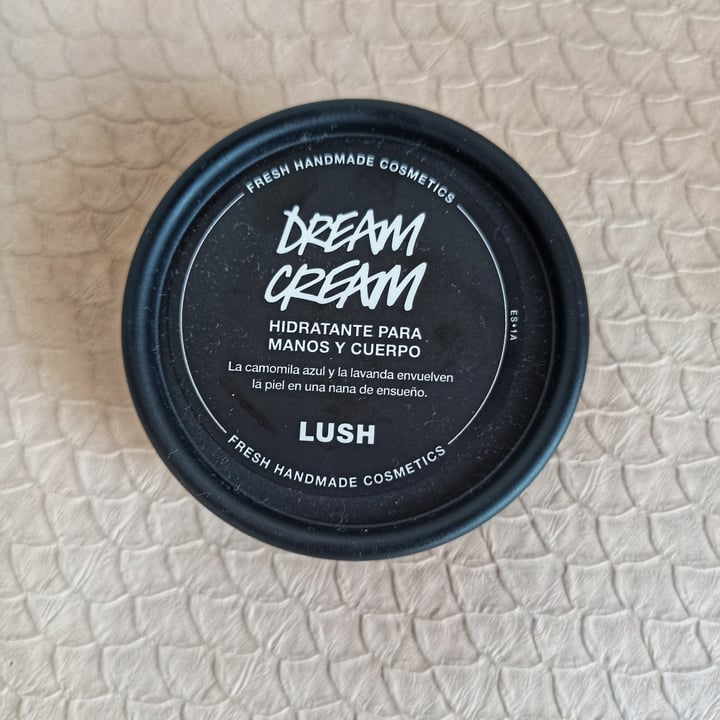 FRESH HANDMADE COSMETICS
DREAM
CREAM
HIDRATANTE PARA
MANOS Y CUERPO
La camomila azul y la lavanda envuelven
la piel en una nana de ensueño.
LUSH
FRESH HANDMADE COSMETICS
ES•1A